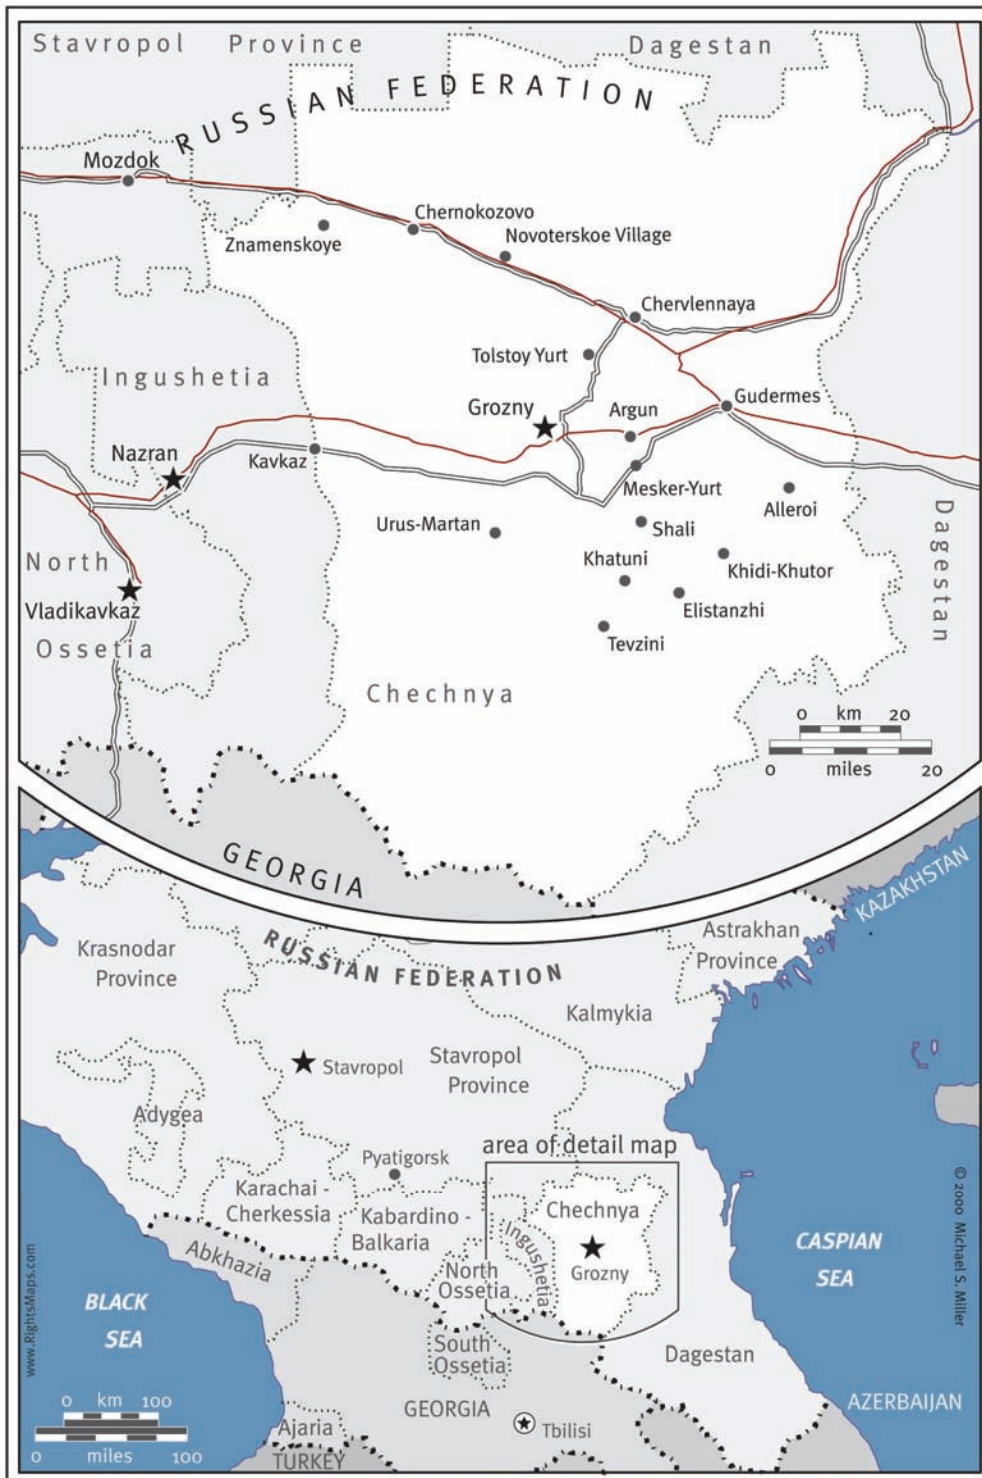 Stavropol Province
Dagestan
RUSSIAN FEDERATION
Mozdok
Chernokozovo
Znamenskoye
Novoterskoe Village
Chervlennaya
Tolstoy Yurt
Ingushetia
Grozny
Argun
Gudermes
Nazran
Kavkaz
Mesker-Yurt
Alleroi
Urus-Martan
Shali
Dagestan
North
Ossetia
Khatuni
Khidi-Khutor
Vladikavkaz
Elistanzhi
Tevzini
Chechnya
0 km 20
0 miles 20
GEORGIA
KAZAKHSTAN
RUSSIAN FEDERATION
Astrakhan
Province
Krasnodar
Province
Kalmykia
Stavropol
Stavropol
Province
Adygea
area of detail map
Pyatigorsk
Karachai -
Cherkessia
Kabardino -
Balkaria
Chechnya
Ingushetia
Grozny
North
Ossetia
Abkhazia
CASPIAN
SEA
© 2000 Michael S. Miller
www.RightsMaps.com
BLACK
SEA
South
Ossetia
Dagestan
0 km 100
0 miles 100
GEORGIA
AZERBAIJAN
Ajaria
Tbilisi
TURKEY